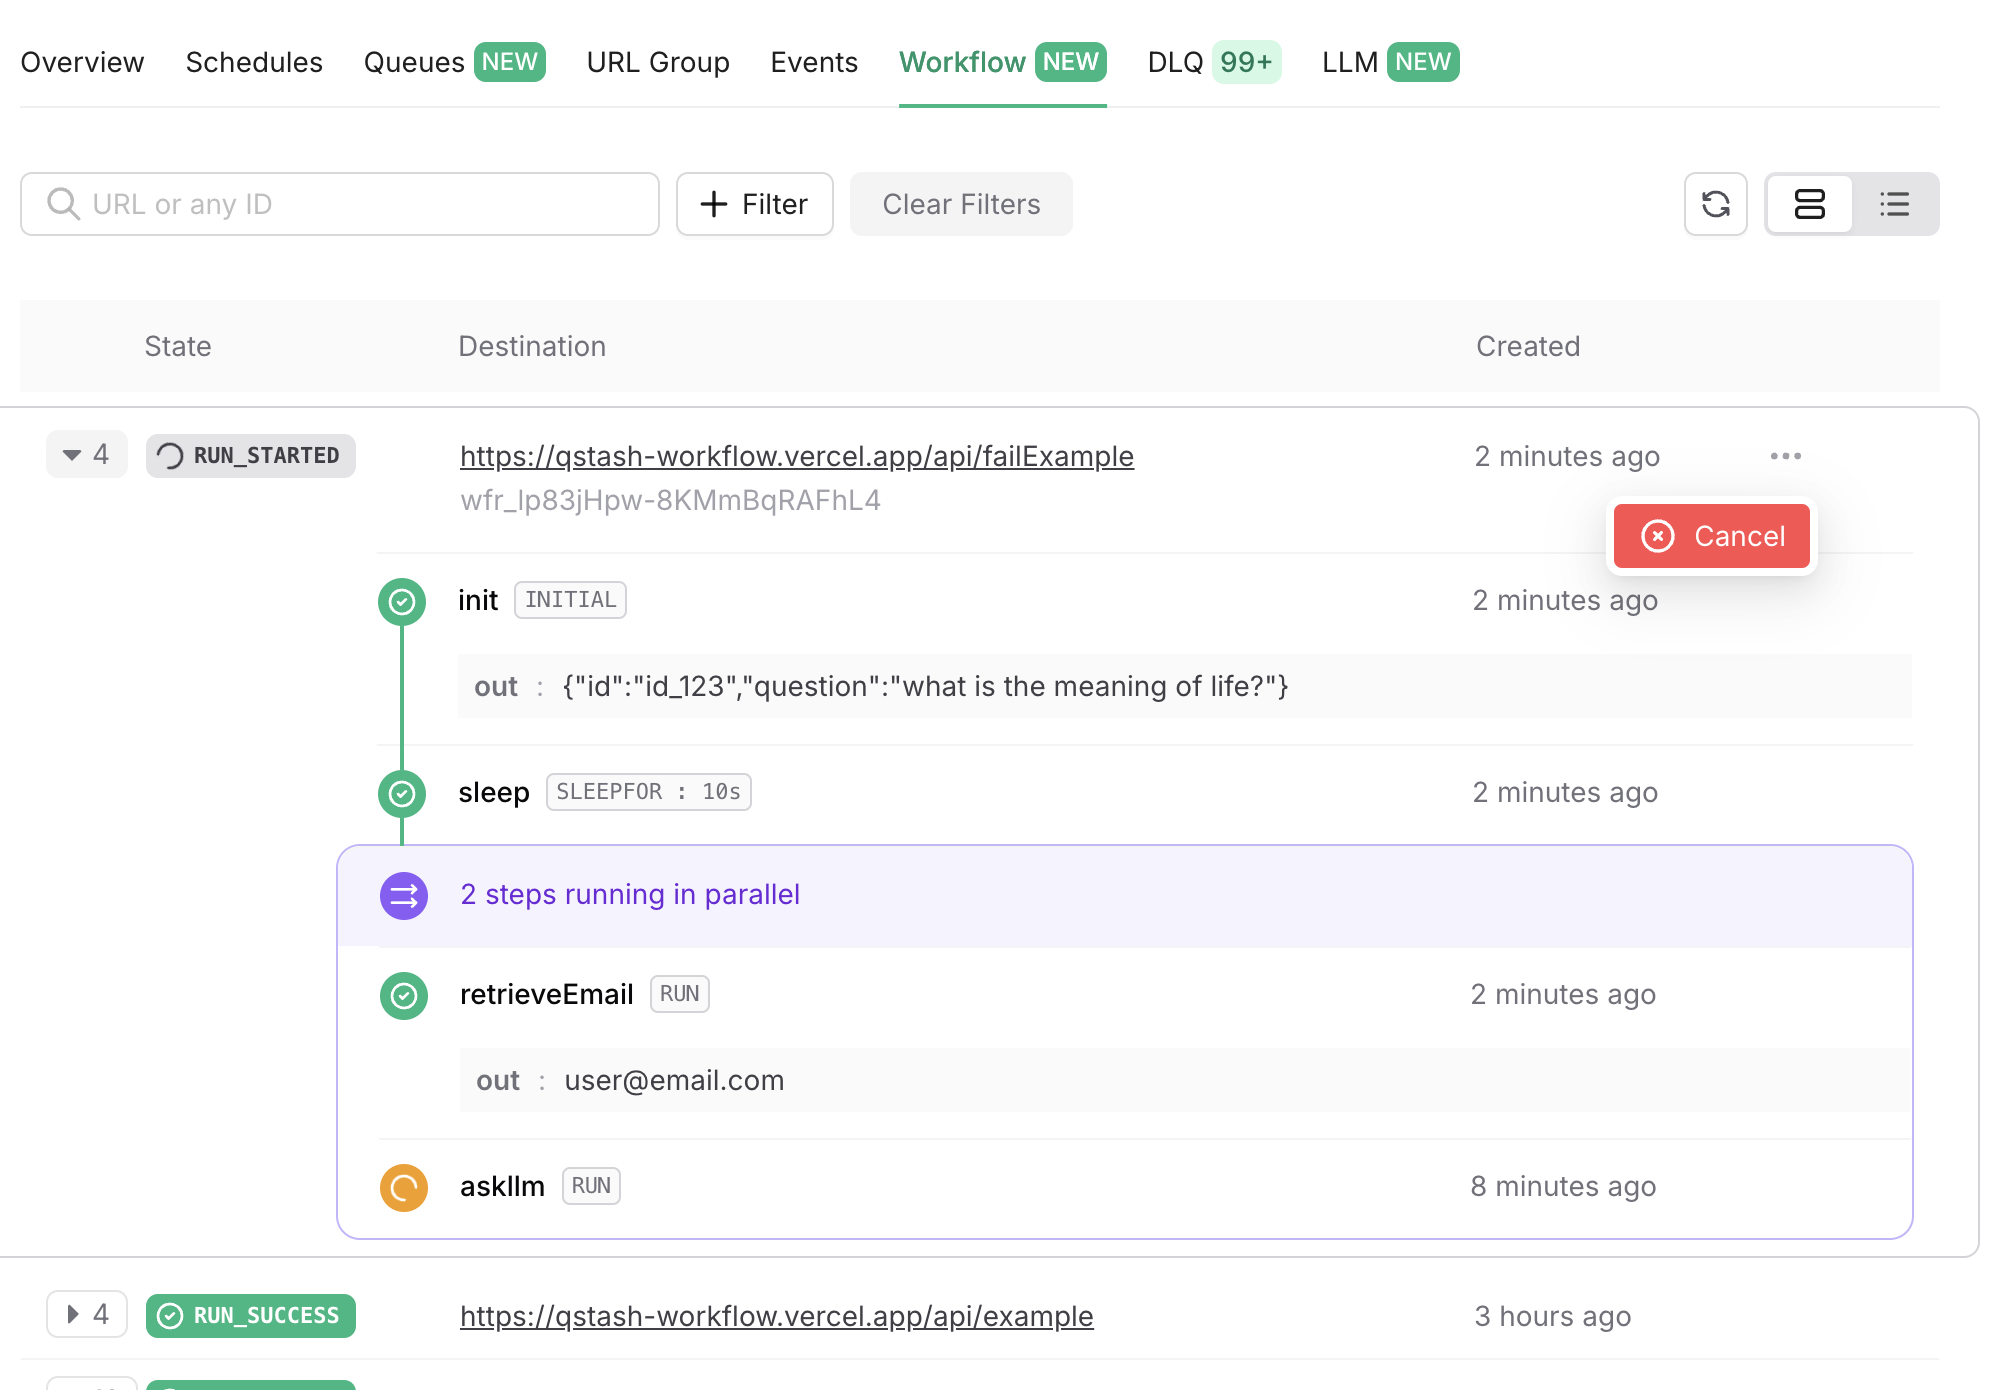 Overview Schedules Queues NEW URL Group Events Workflow NEW DLQ 99+ LLM NEW
URL or any ID Filter Clear Filters
State Destination Created
4 RUN_STARTED https://qstash-workflow.vercel.app/api/failExample 2 minutes ago
wfr_Ip83jHpw-8KMmBqRAFhL4
Cancel
init INITIAL 2 minutes ago
out : {"id":"id_123","question":"what is the meaning of life?"}
sleep SLEEPFOR : 10s 2 minutes ago
2 steps running in parallel
retrieveEmail RUN 2 minutes ago
out : user@email.com
askllm RUN 8 minutes ago
4 RUN_SUCCESS https://qstash-workflow.vercel.app/api/example 3 hours ago